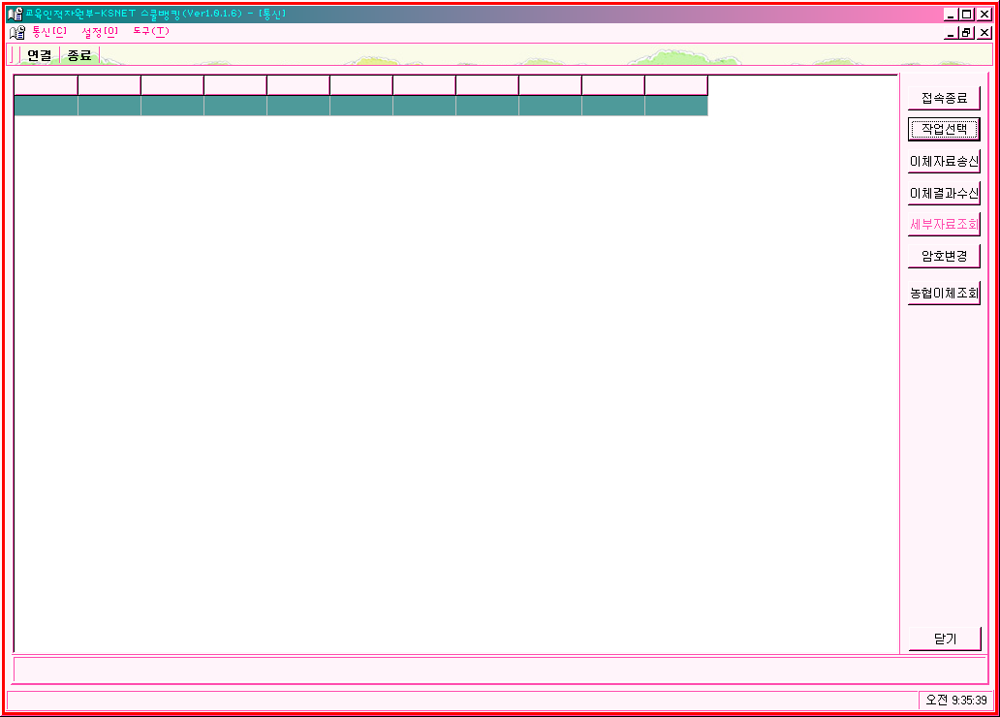 교육인적자원부-KSNET 스쿨뱅킹(Ver1.0.1.6) - [통신]
통신[C] 설정[O] 도구(T)
연결 종료
접속종료
작업선택
이체자료송신
이체결과수신
세부자료조회
암호변경
농협이체조회
닫기
오전 9:35:39